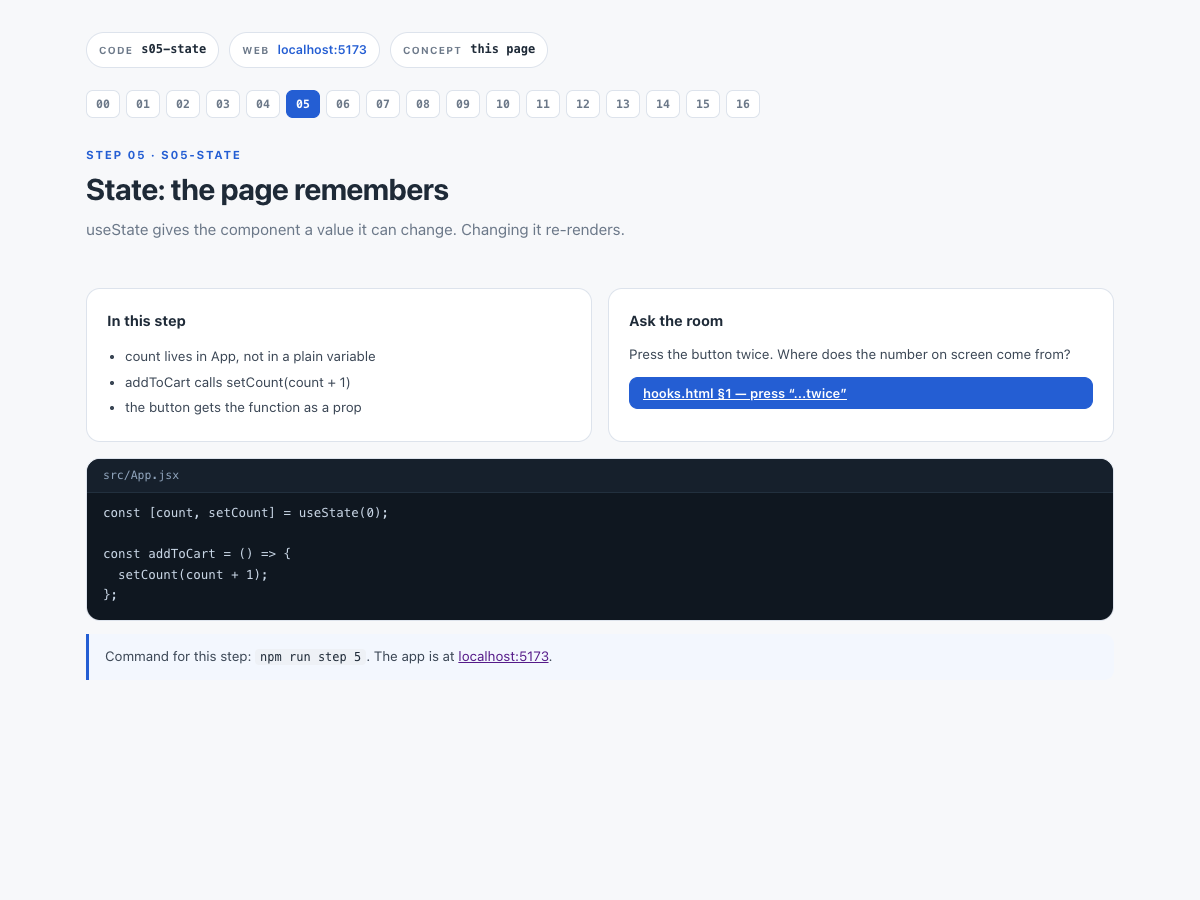 CODE s05-state WEB localhost:5173 CONCEPT this page
00 01 02 03 04 05 06 07 08 09 10 11 12 13 14 15 16
STEP 05 · S05-STATE
State: the page remembers
useState gives the component a value it can change. Changing it re-renders.
In this step
• count lives in App, not in a plain variable
• addToCart calls setCount(count + 1)
• the button gets the function as a prop
Ask the room
Press the button twice. Where does the number on screen come from?
hooks.html §1 — press “…twice”
src/App.jsx
const [count, setCount] = useState(0);
const addToCart = () => {
  setCount(count + 1);
};
Command for this step: npm run step 5. The app is at localhost:5173.